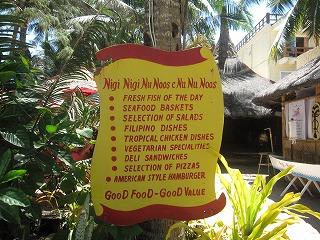 Nigi Nigi Nu Noos e Nu Nu Noos
FRESH FISH OF THE DAY
SEAFOOD BASKETS
SELECTION OF SALADS
FILIPINO DISHES
TROPICAL CHICKEN DISHES
VEGETARIAN SPECIALITIES
DELI SANDWICHES
SELECTION OF PIZZAS
AMERICAN STYLE HAMBURGER
GOOD FOOD-GOOD VALUE